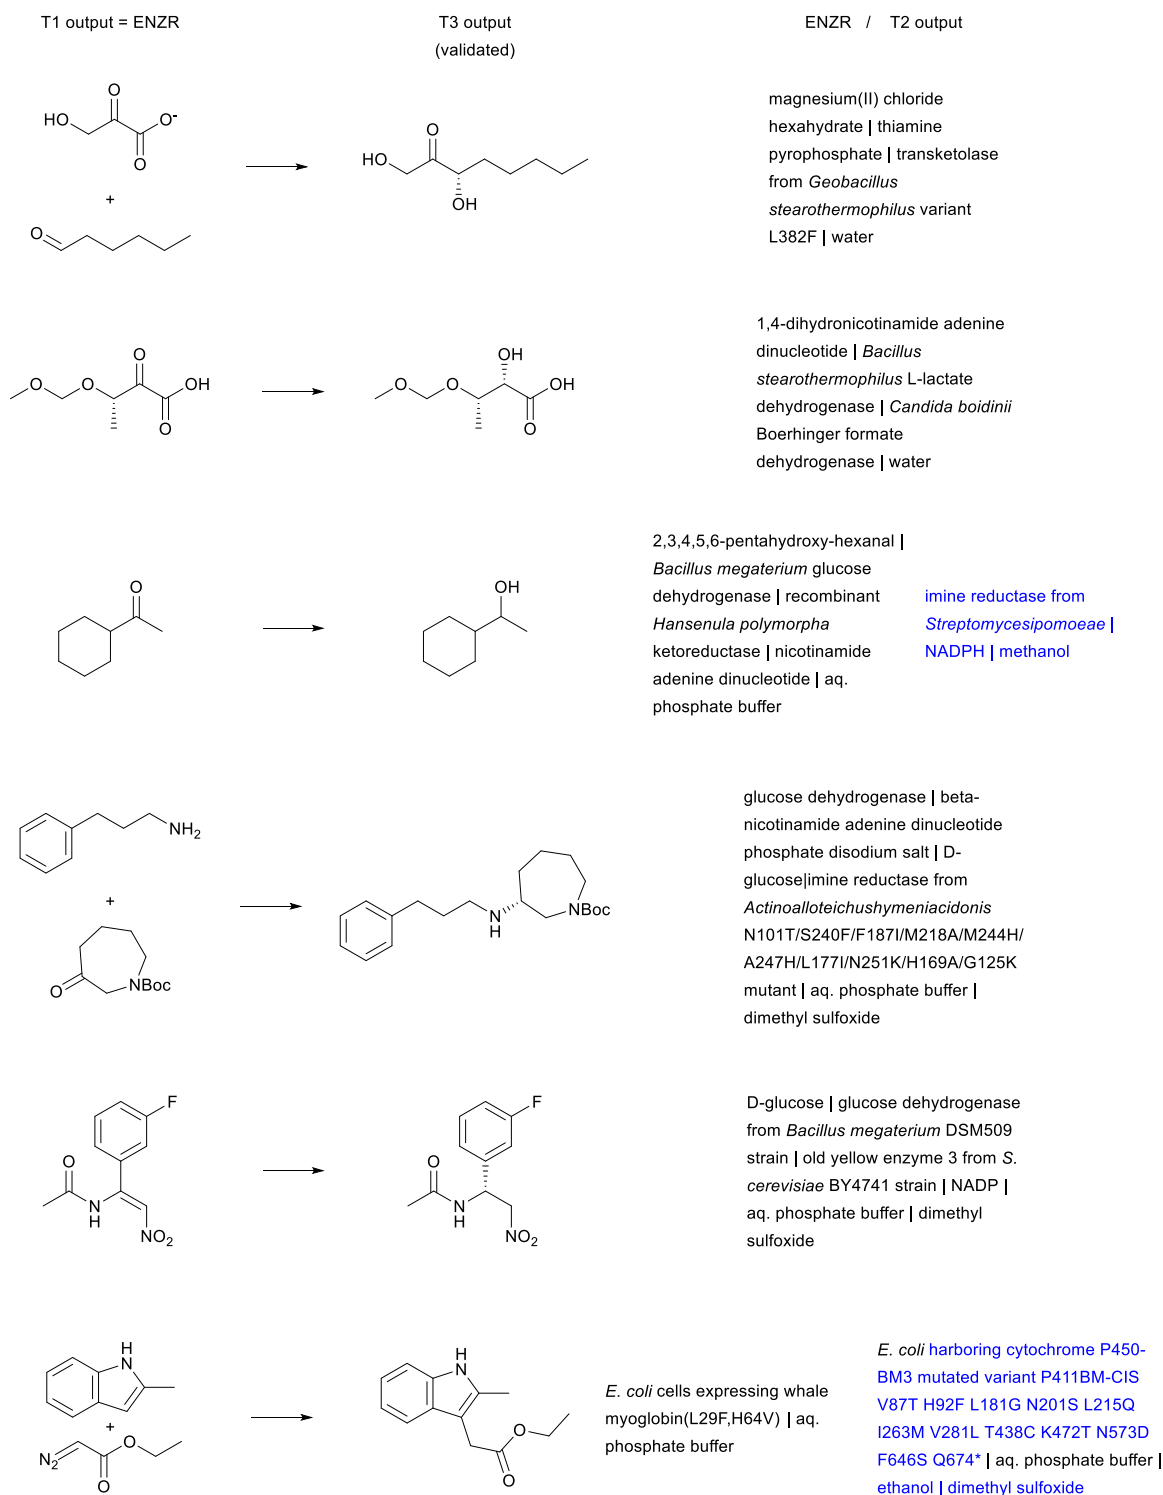 T1 output = ENZR
T3 output
(validated)
ENZR / T2 output
O
HO
O-
O
+
O
O
HO
OH
magnesium(II) chloride
hexahydrate | thiamine
pyrophosphate | transketolase
from Geobacillus
stearothermophilus variant
L382F | water
O
O
O
OH
O
OH
O
O
OH
O
1,4-dihydronicotinamide adenine
dinucleotide | Bacillus
stearothermophilus L-lactate
dehydrogenase | Candida boidinii
Boerhinger formate
dehydrogenase | water
O
OH
2,3,4,5,6-pentahydroxy-hexanal |
Bacillus megaterium glucose
dehydrogenase | recombinant
Hansenula polymorpha
ketoreductase | nicotinamide
adenine dinucleotide | aq.
phosphate buffer
imine reductase from
Streptomycesipomoeae |
NADPH | methanol
NH2
+
O
NBoc
N
H
NBoc
glucose dehydrogenase | beta-
nicotinamide adenine dinucleotide
phosphate disodium salt | D-
glucose|imine reductase from
Actinoalloteichushymeniacidonis
N101T/S240F/F187I/M218A/M244H/
A247H/L177I/N251K/H169A/G125K
mutant | aq. phosphate buffer |
dimethyl sulfoxide
F
O
N
H
NO2
F
O
N
H
NO2
D-glucose | glucose dehydrogenase
from Bacillus megaterium DSM509
strain | old yellow enzyme 3 from S.
cerevisiae BY4741 strain | NADP |
aq. phosphate buffer | dimethyl
sulfoxide
H
N
+
N2
O
O
H
N
O
O
E. coli cells expressing whale
myoglobin(L29F,H64V) | aq.
phosphate buffer
E. coli harboring cytochrome P450-
BM3 mutated variant P411BM-CIS
V87T H92F L181G N201S L215Q
I263M V281L T438C K472T N573D
F646S Q674* | aq. phosphate buffer |
ethanol | dimethyl sulfoxide